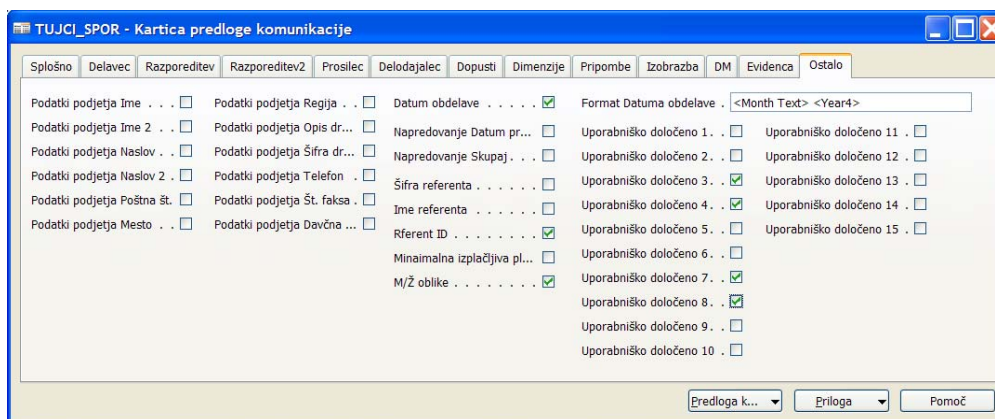 TUJCI_SPOR - Kartica predloge komunikacije
Splošno Delavec Razporeditev Razporeditev2 Prosilec Delodajalec Dopusti Dimenzije Pripombe Izobrazba DM Evidenca Ostalo
Podatki podjetja Ime . . . Podatki podjetja Regija . . Datum obdelave . . . . . Format Datuma obdelave . <Month Text> <Year4>
Podatki podjetja Ime 2 . . Podatki podjetja Opis dr... Napredovanje Datum pr... Uporabniško določeno 1. . Uporabniško določeno 11 .
Podatki podjetja Naslov . . Podatki podjetja Šifra dr... Napredovanje Skupaj. . . Uporabniško določeno 2. . Uporabniško določeno 12 .
Podatki podjetja Naslov 2 . Podatki podjetja Telefon . Šifra referenta . . . . . . Uporabniško določeno 3 . . Uporabniško določeno 13 .
Podatki podjetja Poštna št. Podatki podjetja Št. faksa . Ime referenta . . . . . . Uporabniško določeno 4. . Uporabniško določeno 14 .
Podatki podjetja Mesto . . Podatki podjetja Davčna ... Rferent ID . . . . . . . . Uporabniško določeno 5. . Uporabniško določeno 15 .
Minaimalna izplačljiva pl... Uporabniško določeno 6. .
M/Ž oblike . . . . . . . . Uporabniško določeno 7 . .
Uporabniško določeno 8. .
Uporabniško določeno 9. .
Uporabniško določeno 10 .
Predloga k... Priloga Pomoč